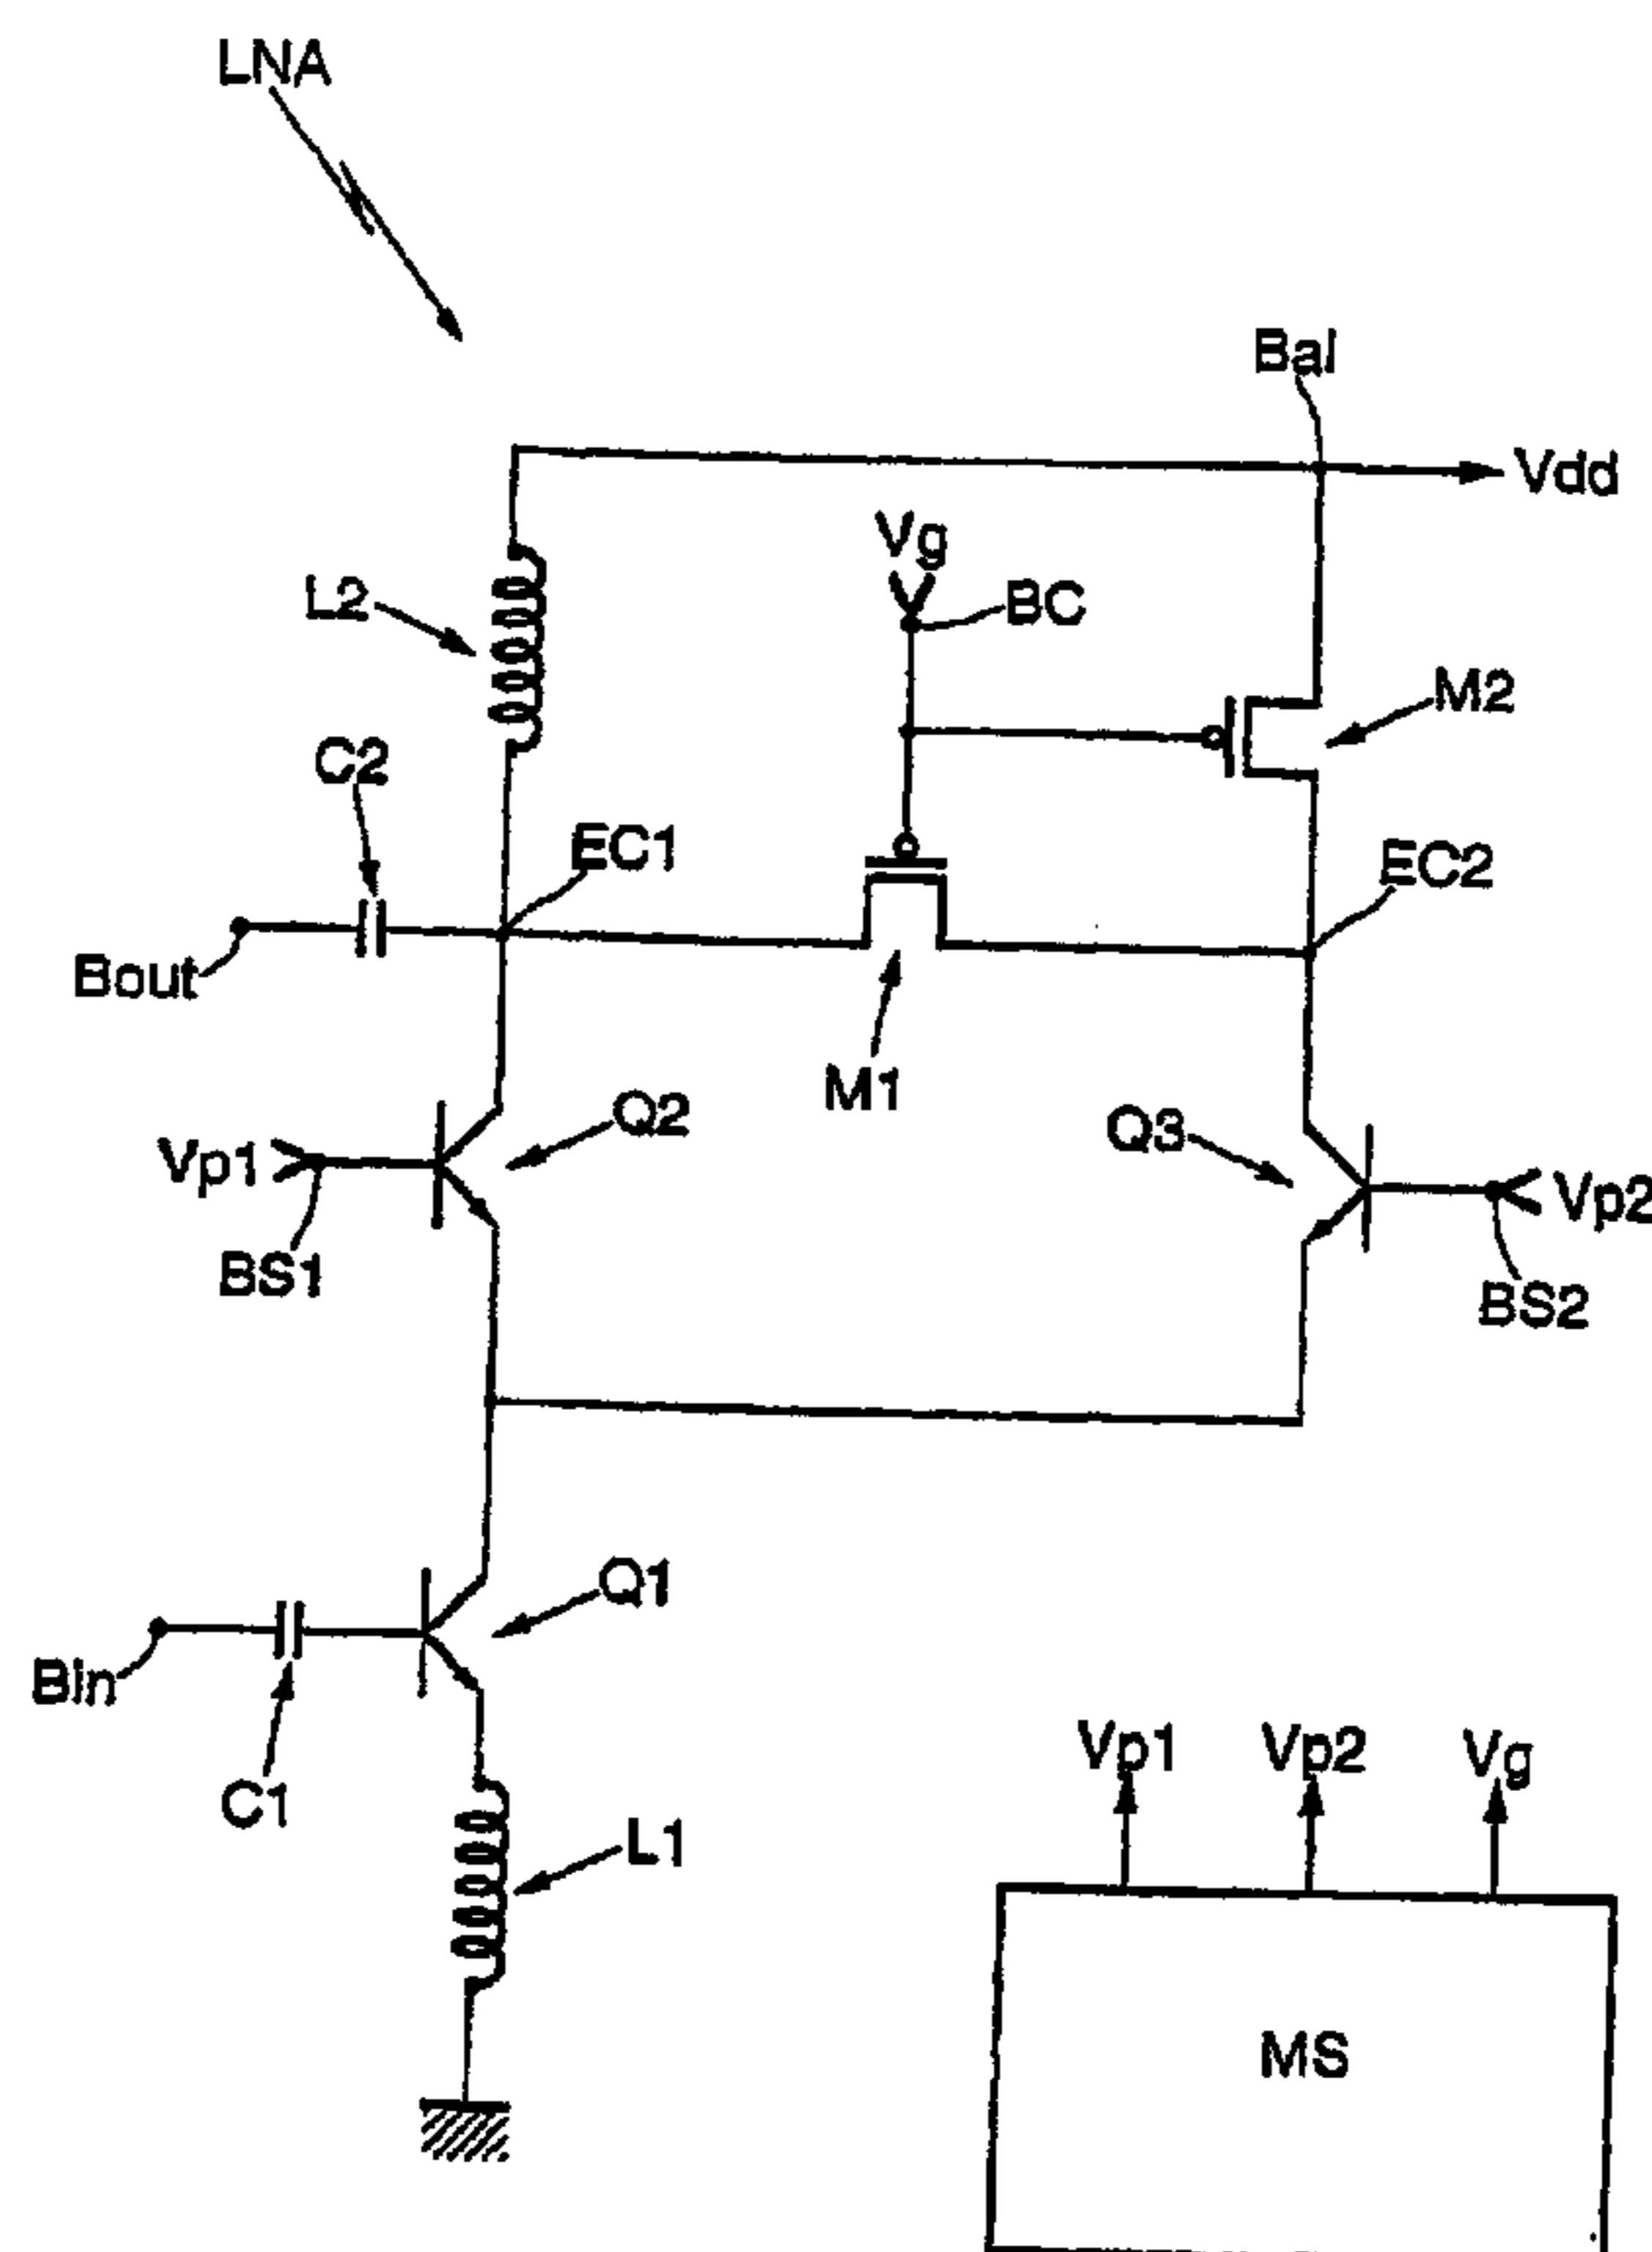 LNA
Bal
Vdd
Vg
L2
BC
M2
C2
EC1
EC2
Bout
M1
Q2
Q3
Vp1
Vp2
BS1
BS2
Q1
Bin
Vp1
Vp2
Vg
C1
L1
MS